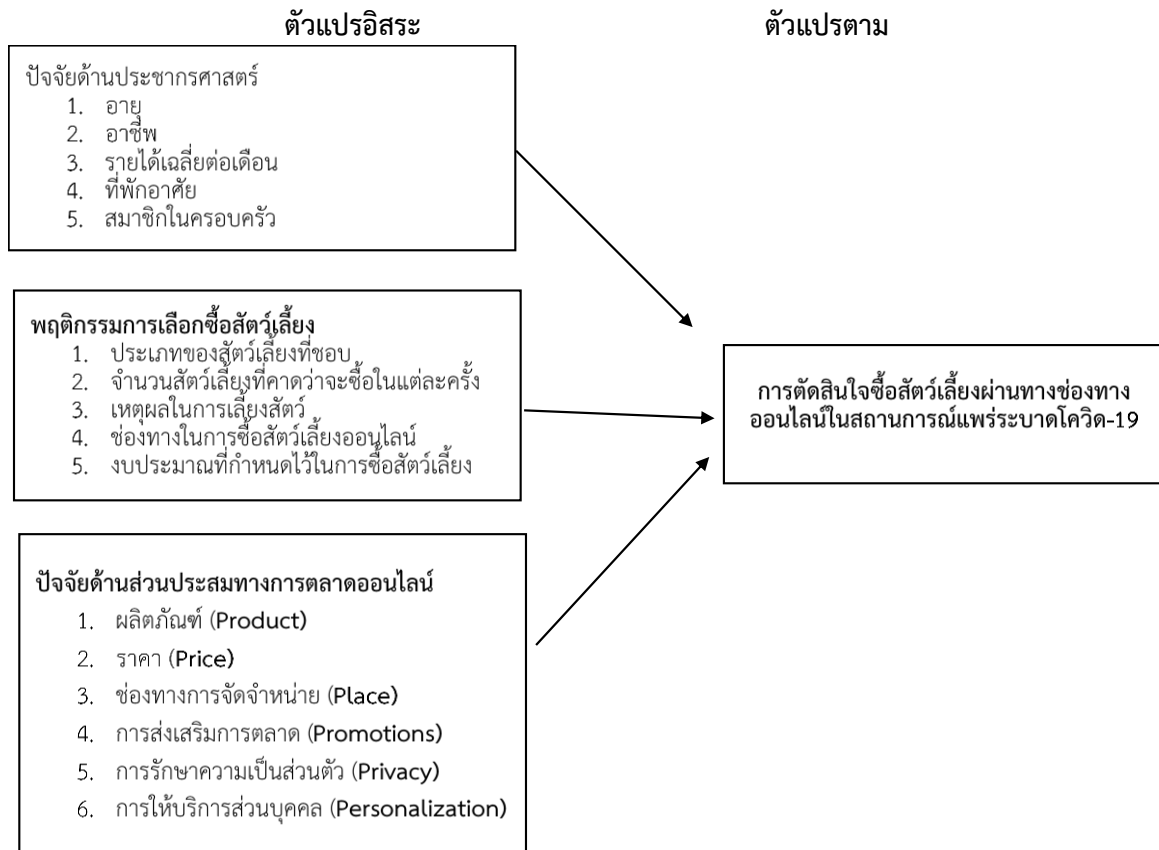 ตัวแปรอิสระ
ตัวแปรตาม
ปัจจัยด้านประชากรศาสตร์
1. อายุ
2. อาชีพ
3. รายได้เฉลี่ยต่อเดือน
4. ที่พักอาศัย
5. สมาชิกในครอบครัว
พฤติกรรมการเลือกซื้อสัตว์เลี้ยง
1. ประเภทของสัตว์เลี้ยงที่ชอบ
2. จำนวนสัตว์เลี้ยงที่คาดว่าจะซื้อในแต่ละครั้ง
3. เหตุผลในการเลี้ยงสัตว์
4. ช่องทางในการซื้อสัตว์เลี้ยงออนไลน์
5. งบประมาณที่กำหนดไว้ในการซื้อสัตว์เลี้ยง
ปัจจัยด้านส่วนประสมทางการตลาดออนไลน์
1. ผลิตภัณฑ์ (Product)
2. ราคา (Price)
3. ช่องทางการจัดจำหน่าย (Place)
4. การส่งเสริมการตลาด (Promotions)
5. การรักษาความเป็นส่วนตัว (Privacy)
6. การให้บริการส่วนบุคคล (Personalization)
การตัดสินใจซื้อสัตว์เลี้ยงผ่านทางช่องทาง
ออนไลน์ในสถานการณ์แพร่ระบาดโควิด-19